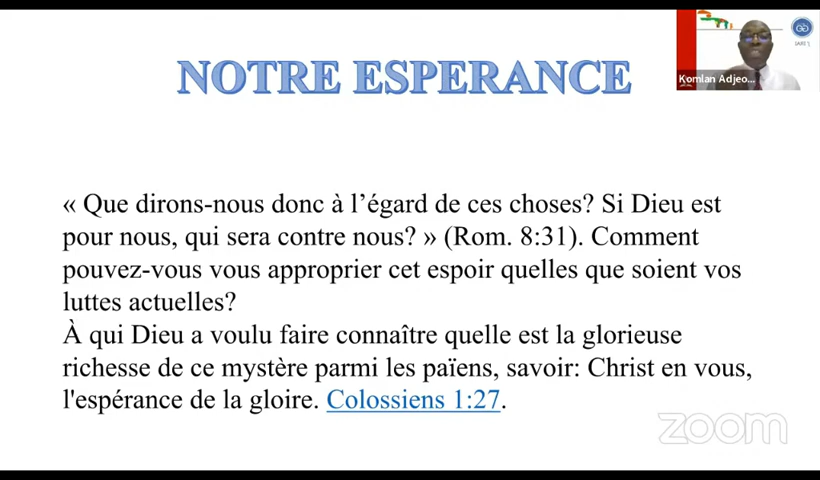 NOTRE ESPERANCE
Komlan Adjeo...
« Que dirons-nous donc à l’égard de ces choses? Si Dieu est
pour nous, qui sera contre nous? » (Rom. 8:31). Comment
pouvez-vous vous approprier cet espoir quelles que soient vos
luttes actuelles?
À qui Dieu a voulu faire connaître quelle est la glorieuse
richesse de ce mystère parmi les païens, savoir: Christ en vous,
l'espérance de la gloire. Colossiens 1:27.
zoom